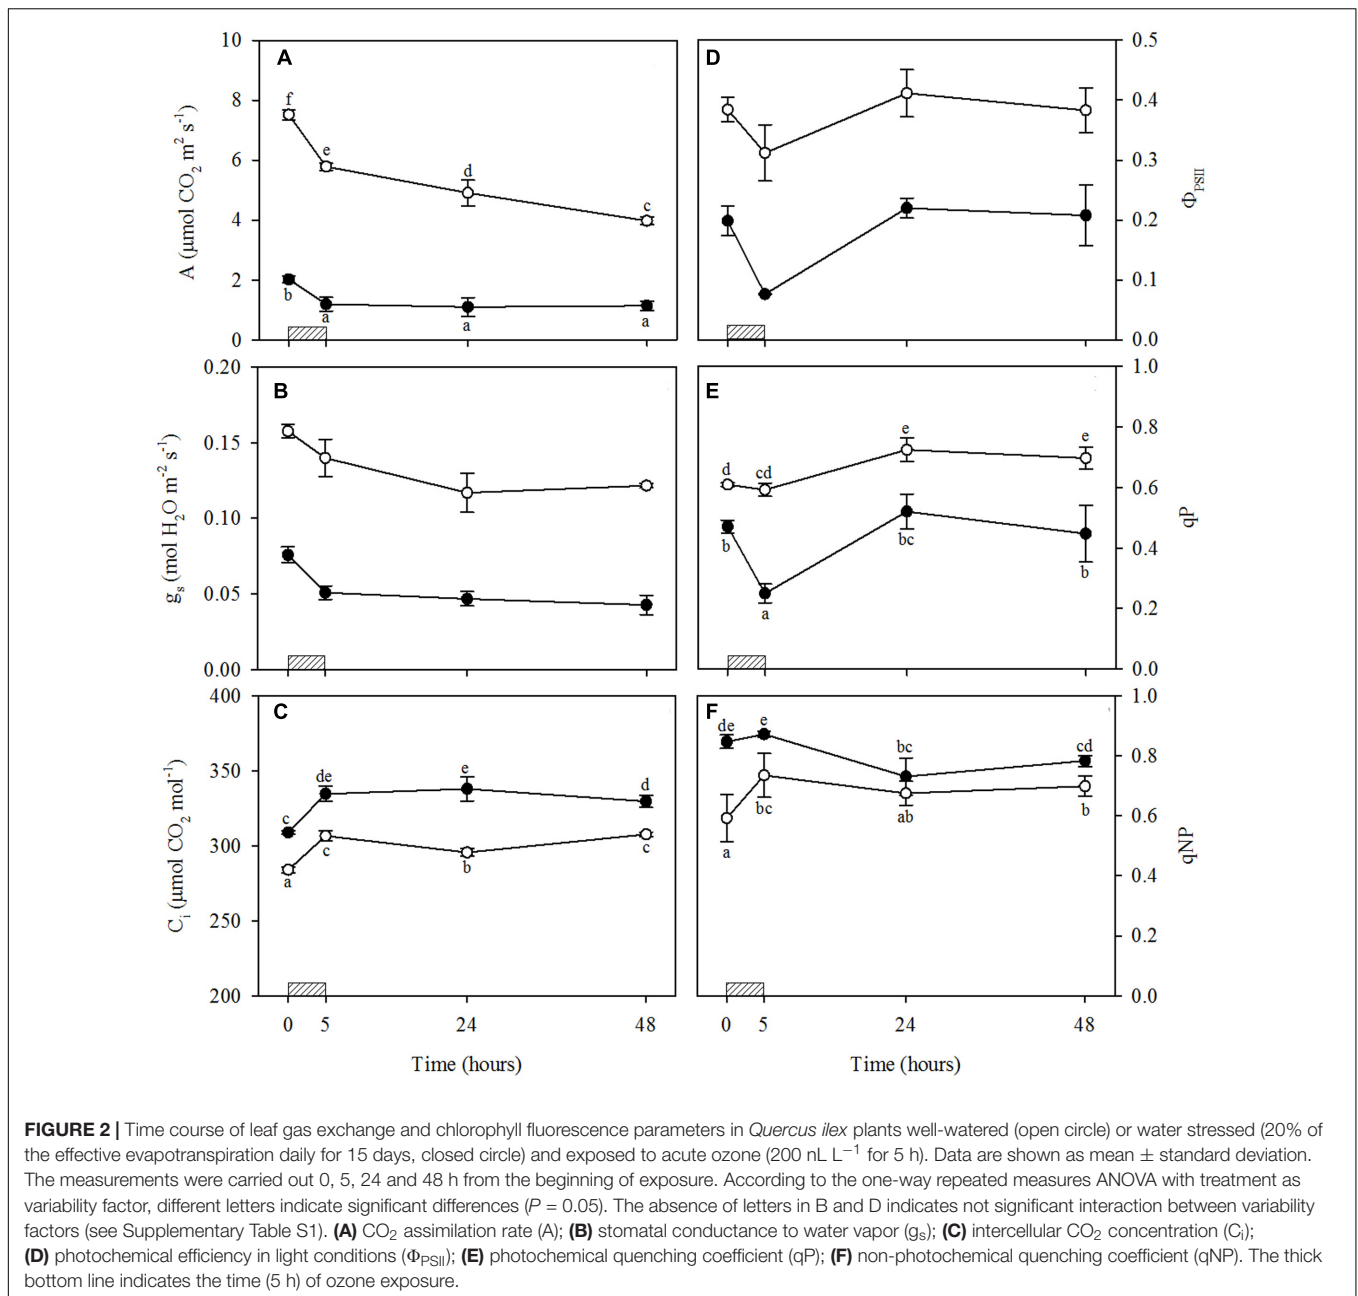 A
10
8
6
4
2
0
A (μmol CO₂ m² s⁻¹)
f
e
d
c
b
a
a
a
D
0.5
0.4
0.3
0.2
0.1
0.0
Φ_PSII
B
0.20
0.15
0.10
0.05
0.00
gₛ (mol H₂O m⁻² s⁻¹)
E
1.0
0.8
0.6
0.4
0.2
0.0
qP
d
cd
e
e
b
a
bc
b
C
400
350
300
250
200
Cᵢ (μmol CO₂ mol⁻¹)
c
de
e
d
a
c
b
c
0 5 24 48
Time (hours)
F
1.0
0.8
0.6
0.4
0.2
0.0
qNP
de
e
bc
cd
a
bc
ab
b
0 5 24 48
Time (hours)
FIGURE 2 | Time course of leaf gas exchange and chlorophyll fluorescence parameters in Quercus ilex plants well-watered (open circle) or water stressed (20% of
the effective evapotranspiration daily for 15 days, closed circle) and exposed to acute ozone (200 nL L⁻¹ for 5 h). Data are shown as mean ± standard deviation.
The measurements were carried out 0, 5, 24 and 48 h from the beginning of exposure. According to the one-way repeated measures ANOVA with treatment as
variability factor, different letters indicate significant differences (P = 0.05). The absence of letters in B and D indicates not significant interaction between variability
factors (see Supplementary Table S1). (A) CO₂ assimilation rate (A); (B) stomatal conductance to water vapor (gₛ); (C) intercellular CO₂ concentration (Cᵢ);
(D) photochemical efficiency in light conditions (Φ_PSII); (E) photochemical quenching coefficient (qP); (F) non-photochemical quenching coefficient (qNP). The thick
bottom line indicates the time (5 h) of ozone exposure.